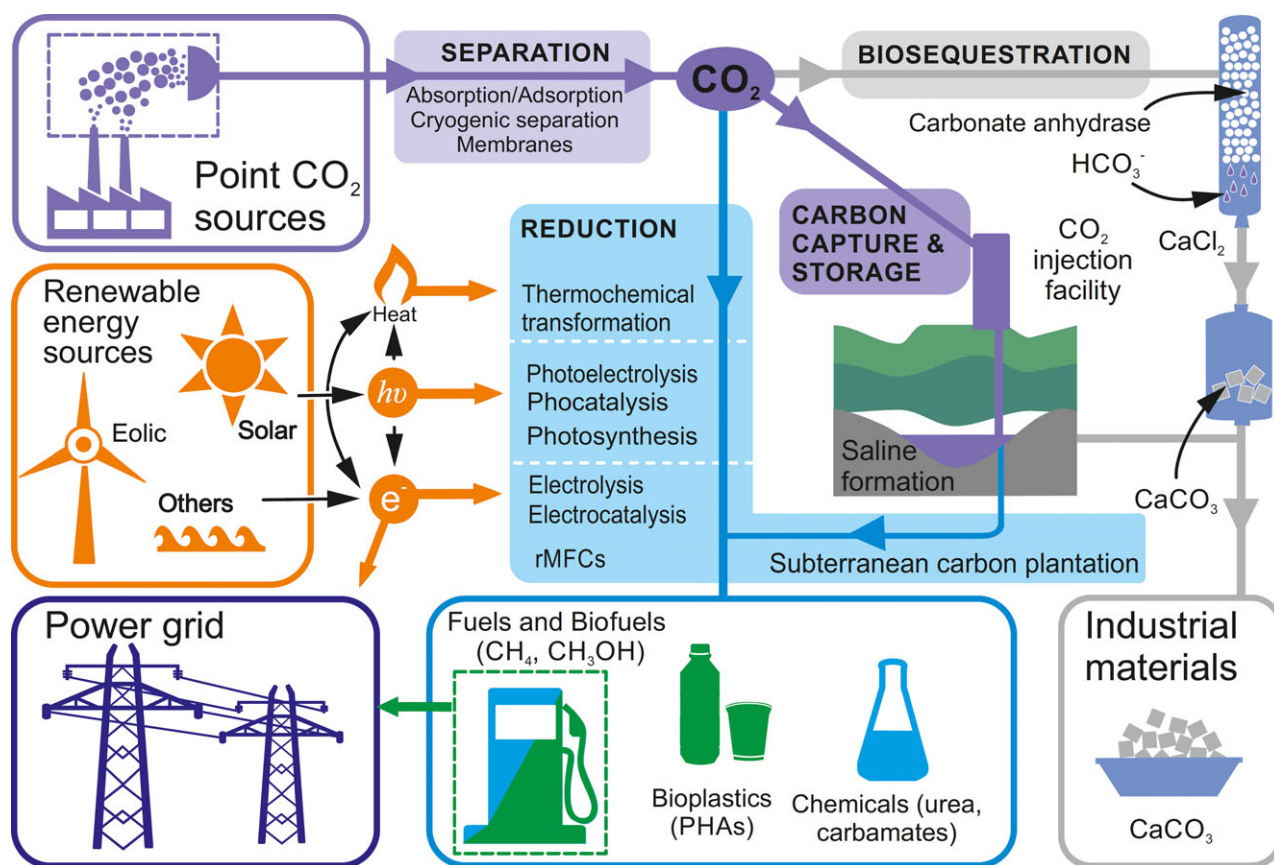 Point CO₂
sources
SEPARATION
Absorption/Adsorption
Cryogenic separation
Membranes
CO₂
BIOSEQUESTRATION
Carbonate anhydrase
HCO₃⁻
CaCl₂
CO₂
injection
facility
CARBON
CAPTURE &
STORAGE
REDUCTION
Thermochemical
transformation
Photoelectrolysis
Phocatalysis
Photosynthesis
Electrolysis
Electrocatalysis
rMFCs
Renewable
energy
sources
Solar
Eolic
Others
Heat
hυ
e⁻
Saline
formation
CaCO₃
Subterranean carbon plantation
Power grid
Fuels and Biofuels
(CH₄, CH₃OH)
Bioplastics
(PHAs)
Chemicals (urea,
carbamates)
Industrial
materials
CaCO₃